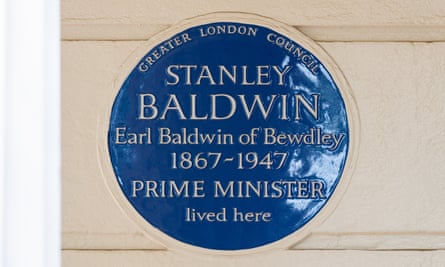 GREATER LONDON COUNCIL
STANLEY
BALDWIN
Earl Baldwin of Bewdley
1867-1947
PRIME MINISTER
lived here